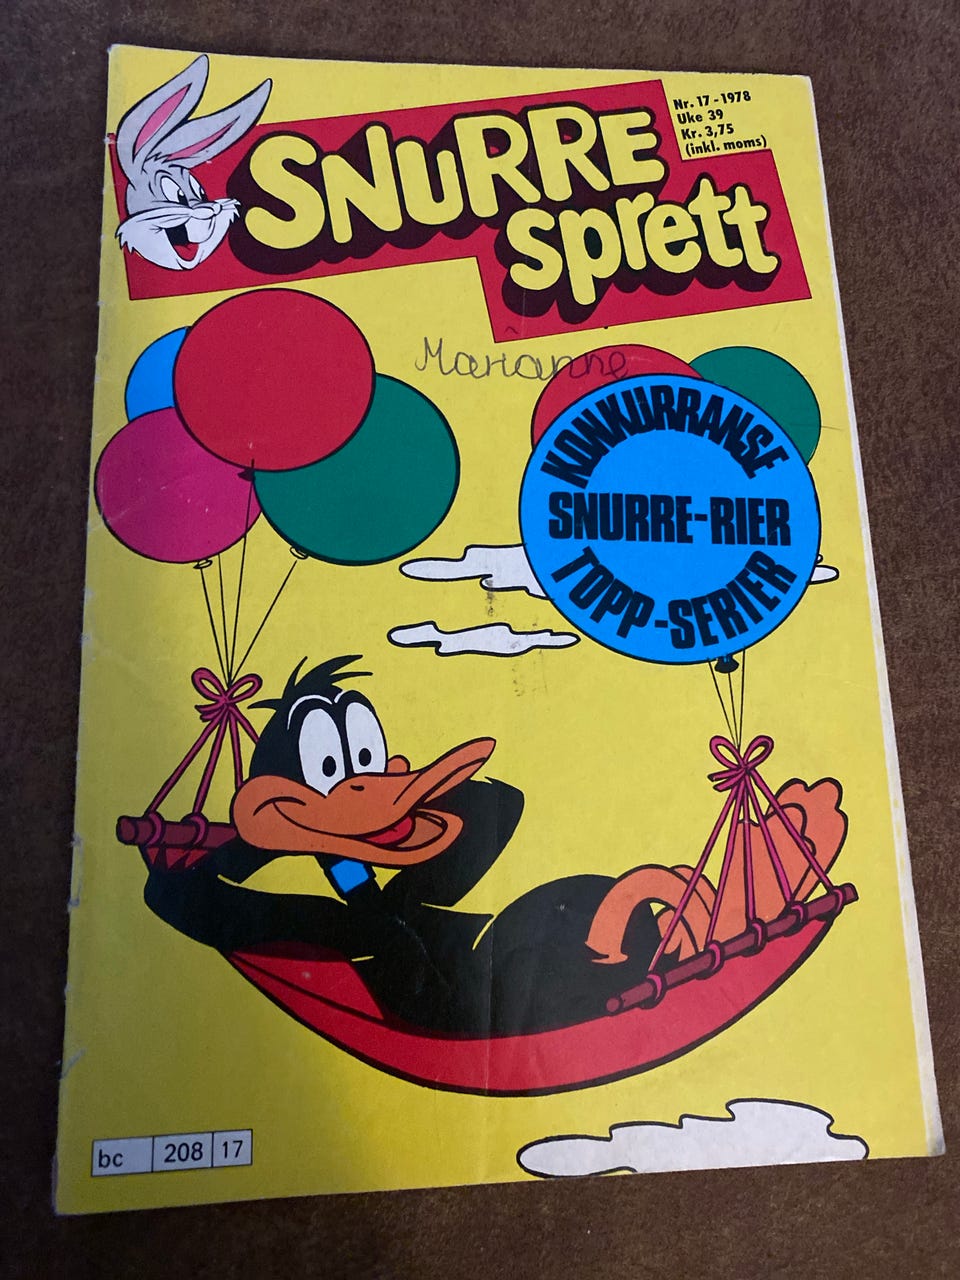 SNURRE
sprett
Nr. 17 - 1978
Uke 39
Kr. 3,75
(inkl. moms)
Marianne
KONKURRANSE
SNURRE-RIER
TOPP-SERIER
bc 208 17